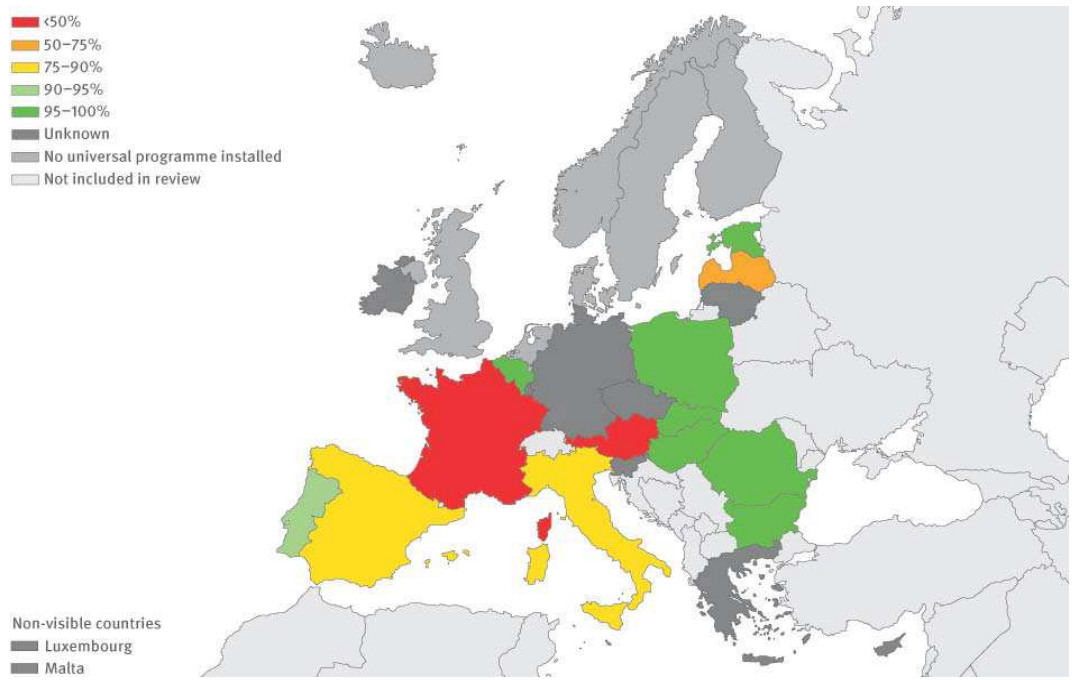 <50%
50–75%
75–90%
90–95%
95–100%
Unknown
No universal programme installed
Not included in review
Non-visible countries
Luxembourg
Malta